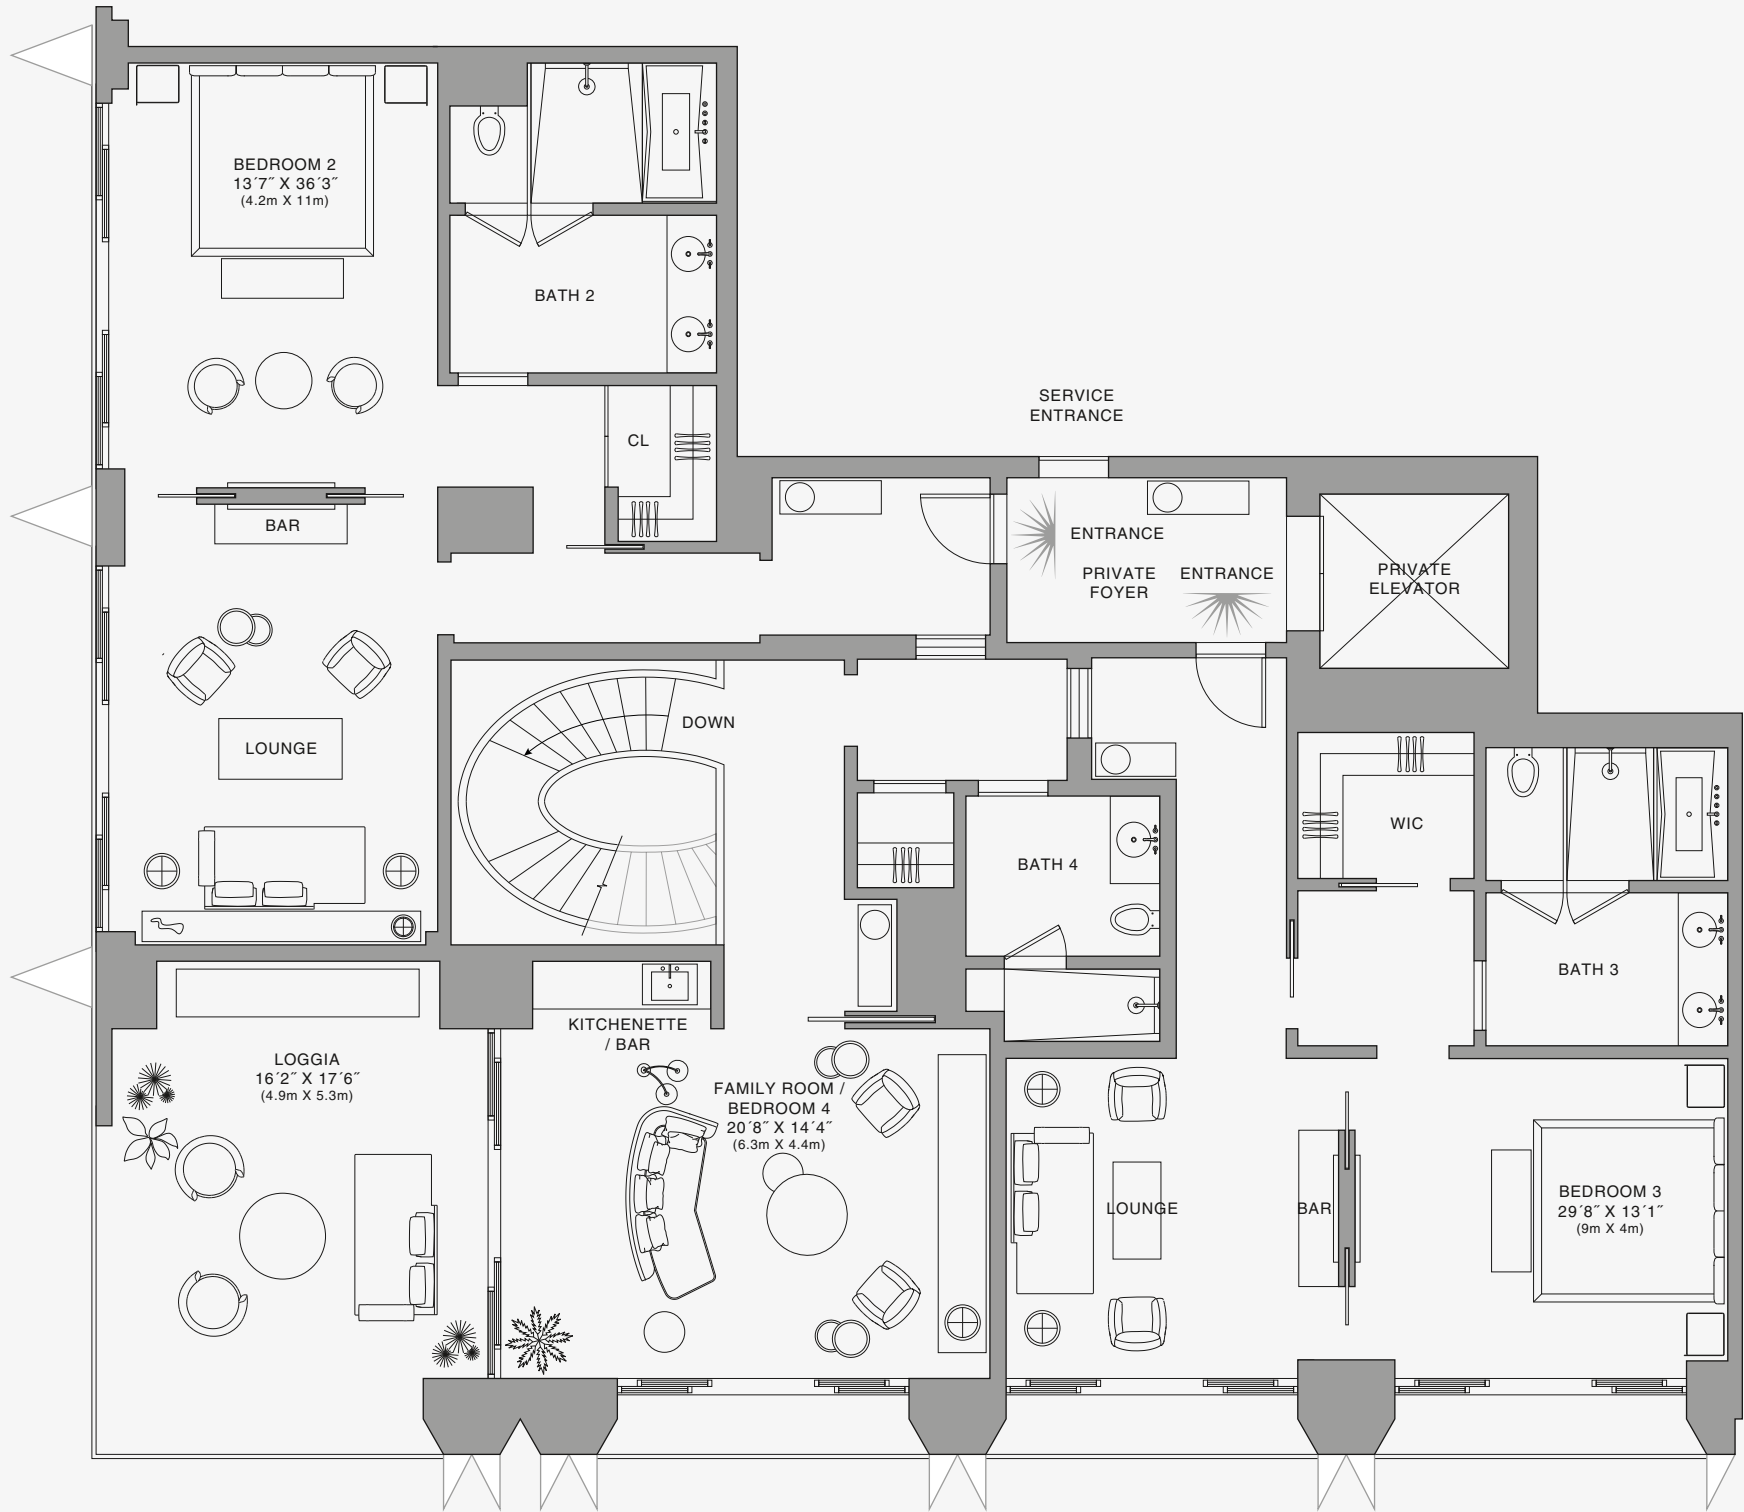 BEDROOM 2
13´7˝ X 36´3˝
(4.2m X 11m)
BATH 2
CL
SERVICE
ENTRANCE
BAR
ENTRANCE
PRIVATE
FOYER
ENTRANCE
PRIVATE
ELEVATOR
LOUNGE
DOWN
WIC
BATH 4
BATH 3
KITCHENETTE
/ BAR
LOGGIA
16´2˝ X 17´6˝
(4.9m X 5.3m)
FAMILY ROOM /
BEDROOM 4
20´8˝ X 14´4˝
(6.3m X 4.4m)
LOUNGE
BAR
BEDROOM 3
29´8˝ X 13´1˝
(9m X 4m)